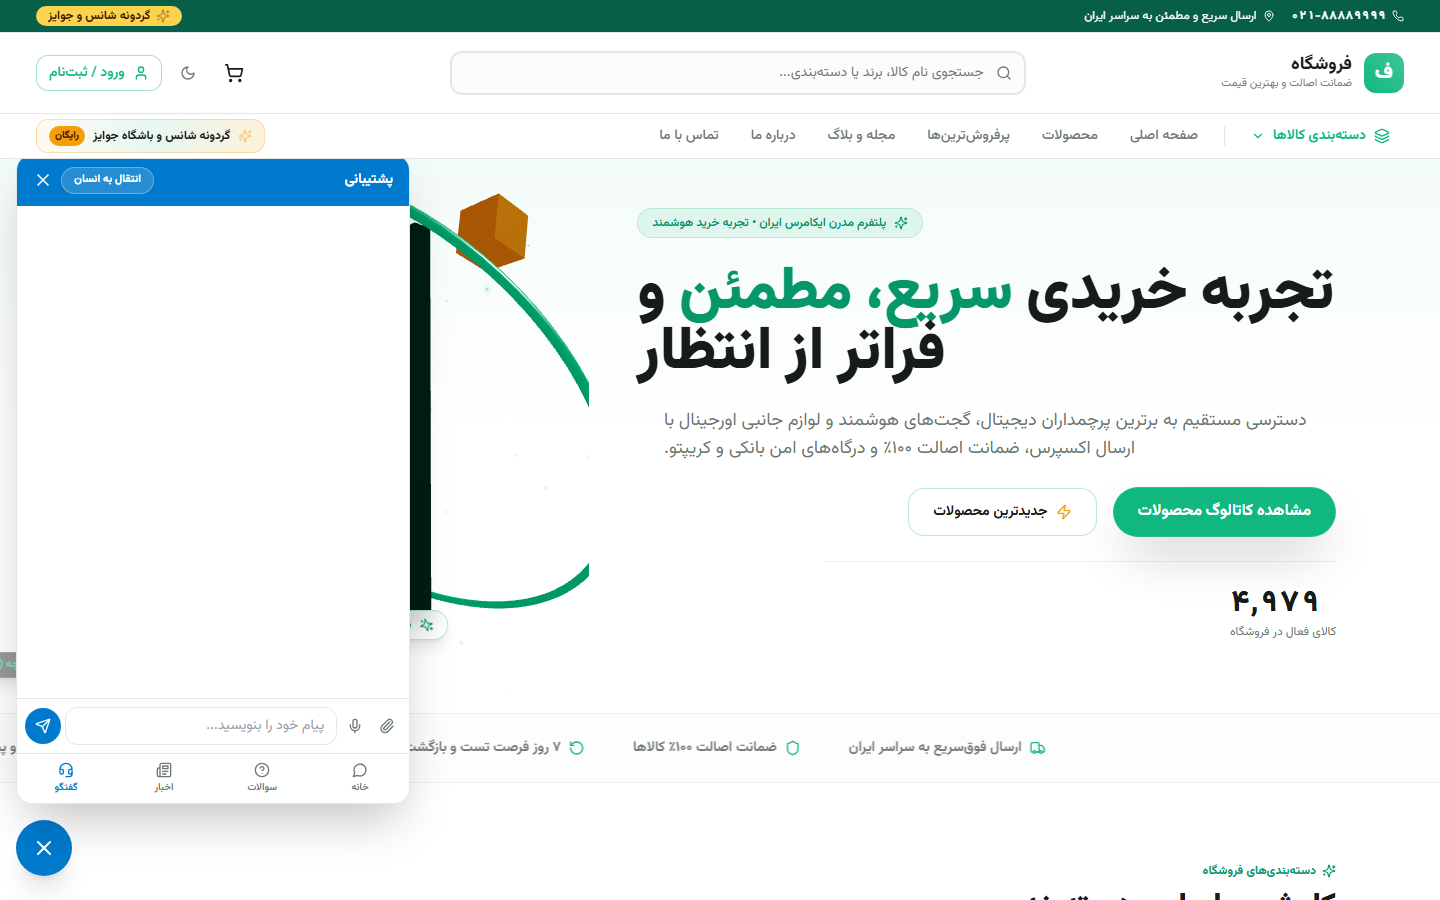 ۰۲۱-۸۸۸۸۹۹۹۹
ارسال سریع و مطمئن به سراسر ایران
گردونه شانس و جوایز
ف
فروشگاه
ضمانت اصالت و بهترین قیمت
جستجوی نام کالا، برند یا دسته‌بندی...
ورود / ثبت‌نام
دسته‌بندی کالاها
صفحه اصلی
محصولات
پرفروش‌ترین‌ها
مجله و بلاگ
درباره ما
تماس با ما
گردونه شانس و باشگاه جوایز
رایگان
پشتیبانی
انتقال به انسان
پلتفرم مدرن ایکامرس ایران • تجربه خرید هوشمند
تجربه خریدی سریع، مطمئن و
فراتر از انتظار
دسترسی مستقیم به برترین پرچمداران دیجیتال، گجت‌های هوشمند و لوازم جانبی اورجینال با
ارسال اکسپرس، ضمانت اصالت ۱۰۰٪ و درگاه‌های امن بانکی و کریپتو.
مشاهده کاتالوگ محصولات
جدیدترین محصولات
۴,۹۷۹
کالای فعال در فروشگاه
پیام خود را بنویسید...
خانه
سوالات
اخبار
گفتگو
ارسال فوق‌سریع به سراسر ایران
ضمانت اصالت ۱۰۰٪ کالاها
۷ روز فرصت تست و بازگشت
دسته‌بندی‌های فروشگاه